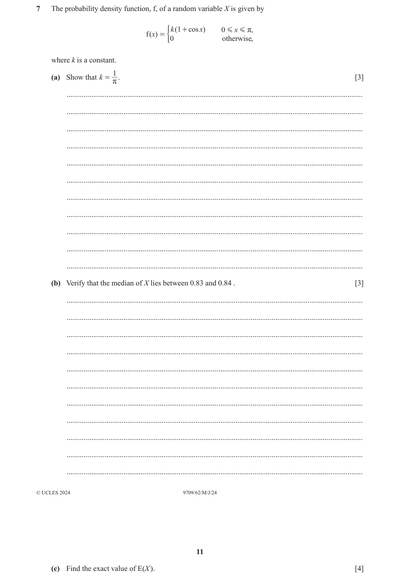 7 The probability density function, f, of a random variable X is given by
f(x) = { k(1 + cos x) 0 ⩽ x ⩽ π,
0 otherwise,
where k is a constant.
(a) Show that k = 1/π. [3]
(b) Verify that the median of X lies between 0.83 and 0.84 . [3]
© UCLES 2024 9709/62/M/J/24
11
(c) Find the exact value of E(X). [4]